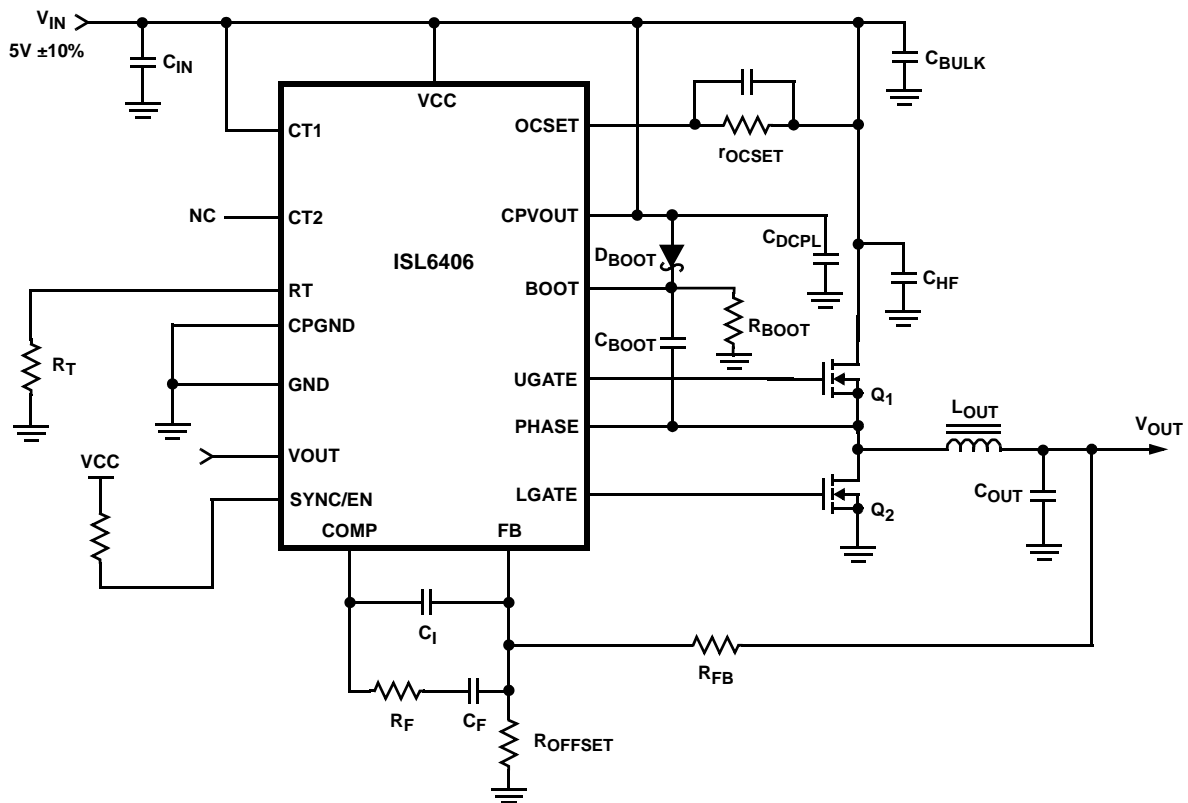 VIN
5V ±10%
CIN
CBULK
VCC
OCSET
rOCSET
CT1
NC
CT2
CPVOUT
CDCPL
DBOOT
ISL6406
CHF
RT
BOOT
RBOOT
CPGND
CBOOT
RT
GND
UGATE
Q1
PHASE
LOUT
VOUT
VOUT
VCC
SYNC/EN
LGATE
COUT
Q2
COMP
FB
CI
RFB
RF
CF
ROFFSET